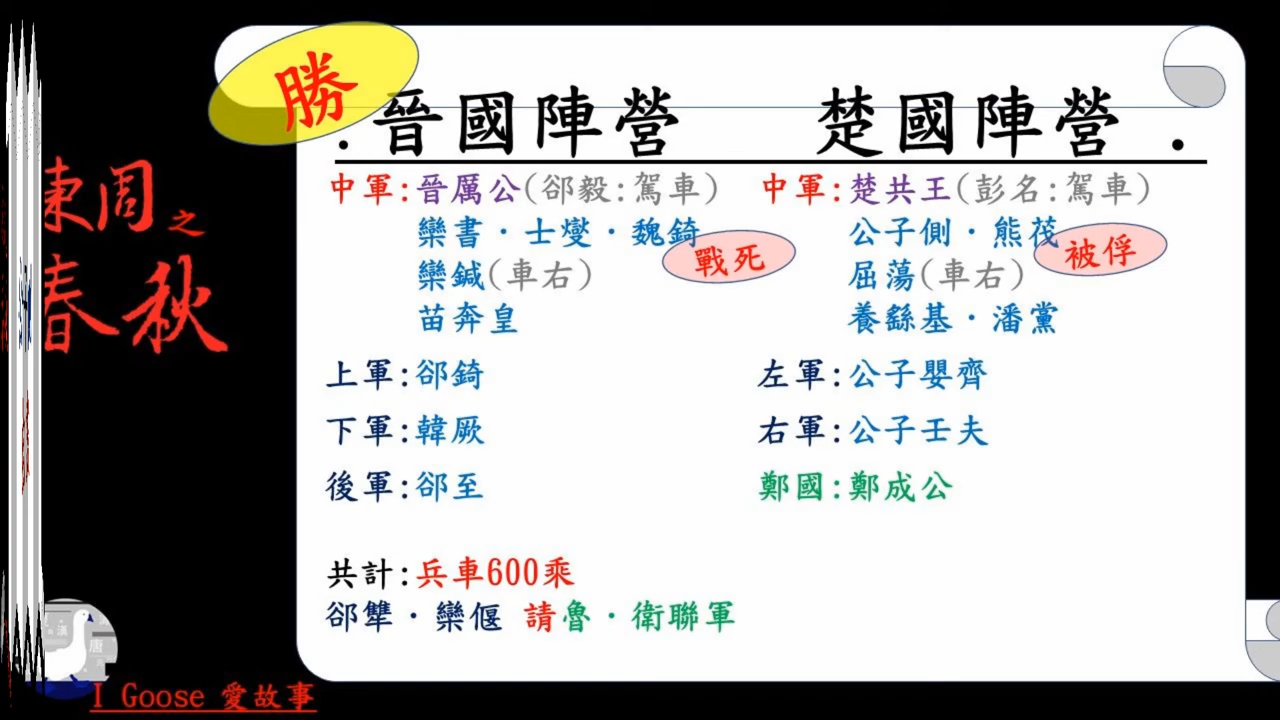 勝
.晉國陣營 楚國陣營.
中軍:晉厲公(郤毅:駕車) 中軍:楚共王(彭名:駕車)
欒書·士燮·魏錡 公子側·熊茷
戰死 被俘
欒鍼(車右) 屈蕩(車右)
苗奔皇 養繇基·潘黨
上軍:郤錡 左軍:公子嬰齊
下軍:韓厥 右軍:公子壬夫
後軍:郤至 鄭國:鄭成公
共計:兵車600乘
郤犨·欒偃 請魯·衛聯軍
東周之
春秋
I Goose 愛故事